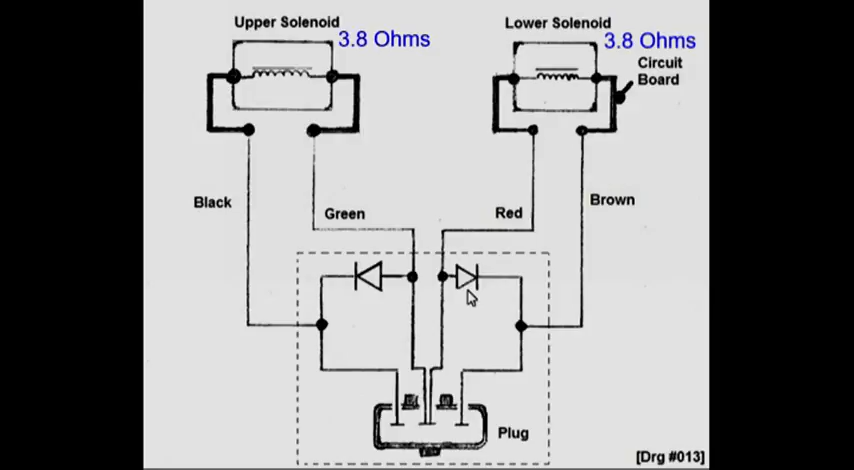 Upper Solenoid
3.8 Ohms
Lower Solenoid
3.8 Ohms
Circuit
Board
Black
Green
Red
Brown
Plug
[Drg #013]